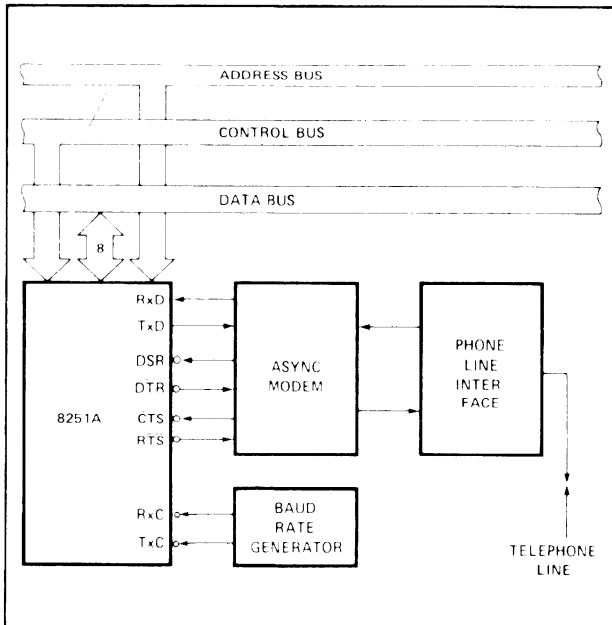 ADDRESS BUS
CONTROL BUS
DATA BUS
8
8251A
RxD
TxD
DSR
DTR
CTS
RTS
RxC
TxC
ASYNC
MODEM
PHONE
LINE
INTER
FACE
BAUD
RATE
GENERATOR
TELEPHONE
LINE